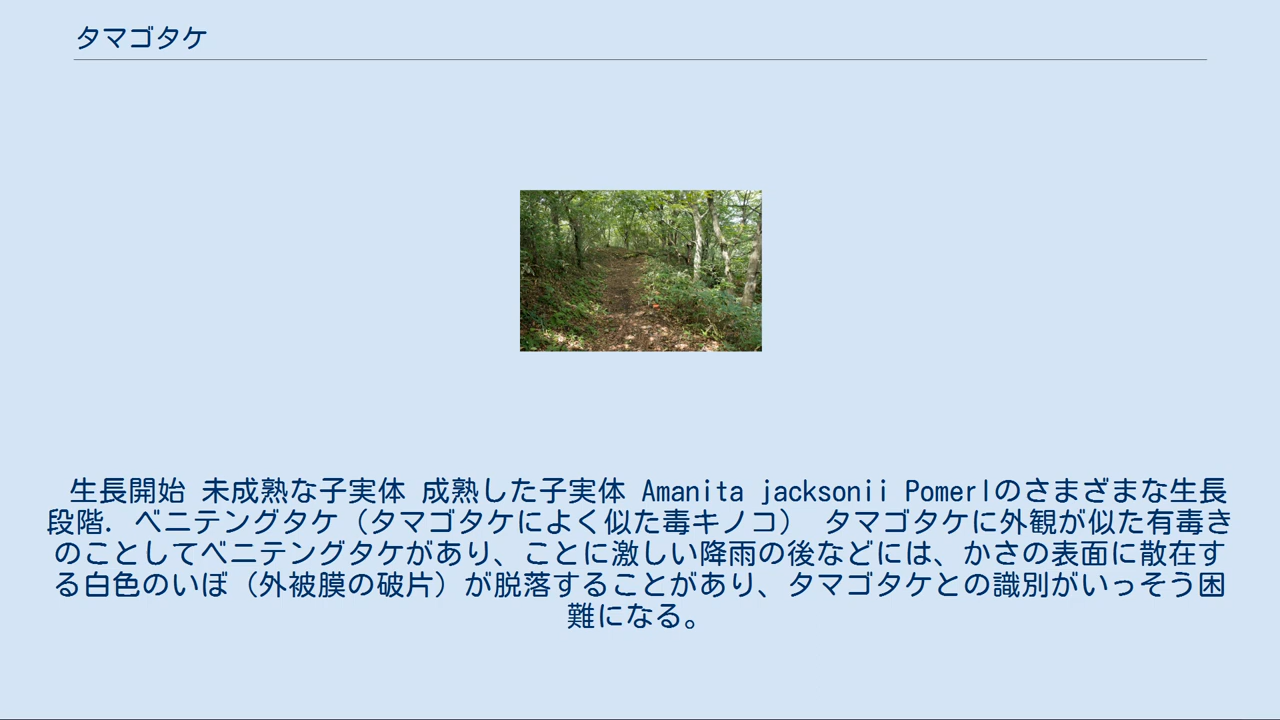 タマゴタケ
生長開始 未成熟な子実体 成熟した子実体 Amanita jacksonii Pomerlのさまざまな生長
段階. ベニテングタケ（タマゴタケによく似た毒キノコ） タマゴタケに外観が似た有毒き
のことしてベニテングタケがあり、ことに激しい降雨の後などには、かさの表面に散在す
る白色のいぼ（外被膜の破片）が脱落することがあり、タマゴタケとの識別がいっそう困
難になる。